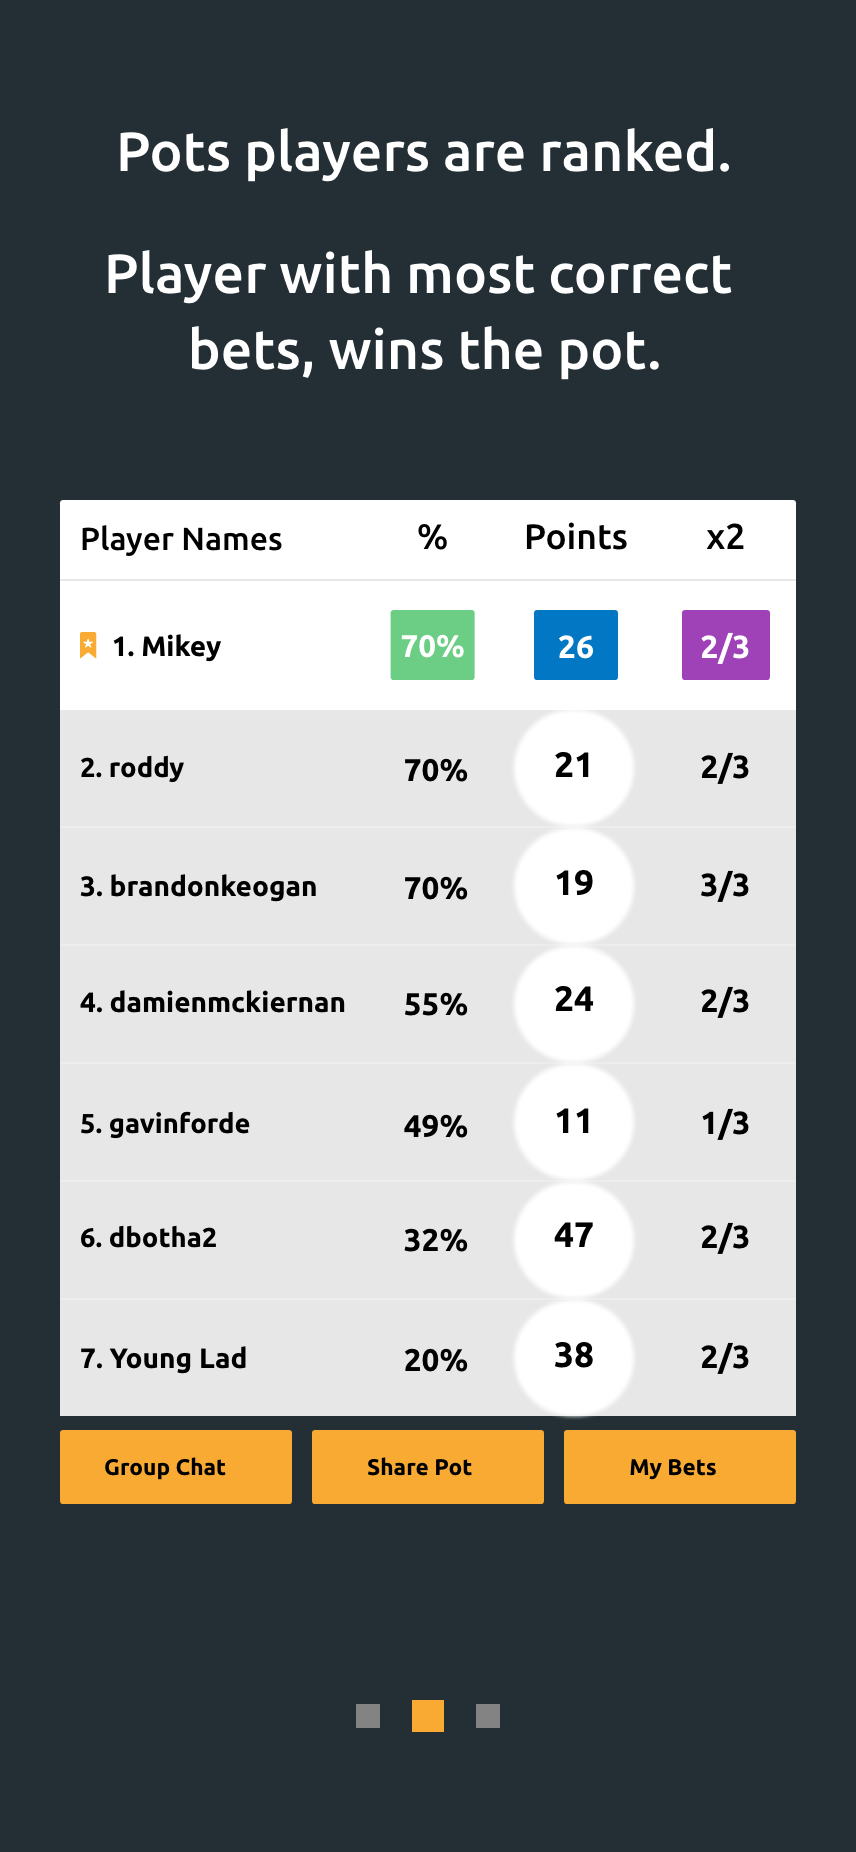 Pots players are ranked.
Player with most correct
bets, wins the pot.
Player Names % Points x2
1. Mikey 70% 26 2/3
2. roddy 70% 21 2/3
3. brandonkeogan 70% 19 3/3
4. damienmckiernan 55% 24 2/3
5. gavinforde 49% 11 1/3
6. dbotha2 32% 47 2/3
7. Young Lad 20% 38 2/3
Group Chat Share Pot My Bets